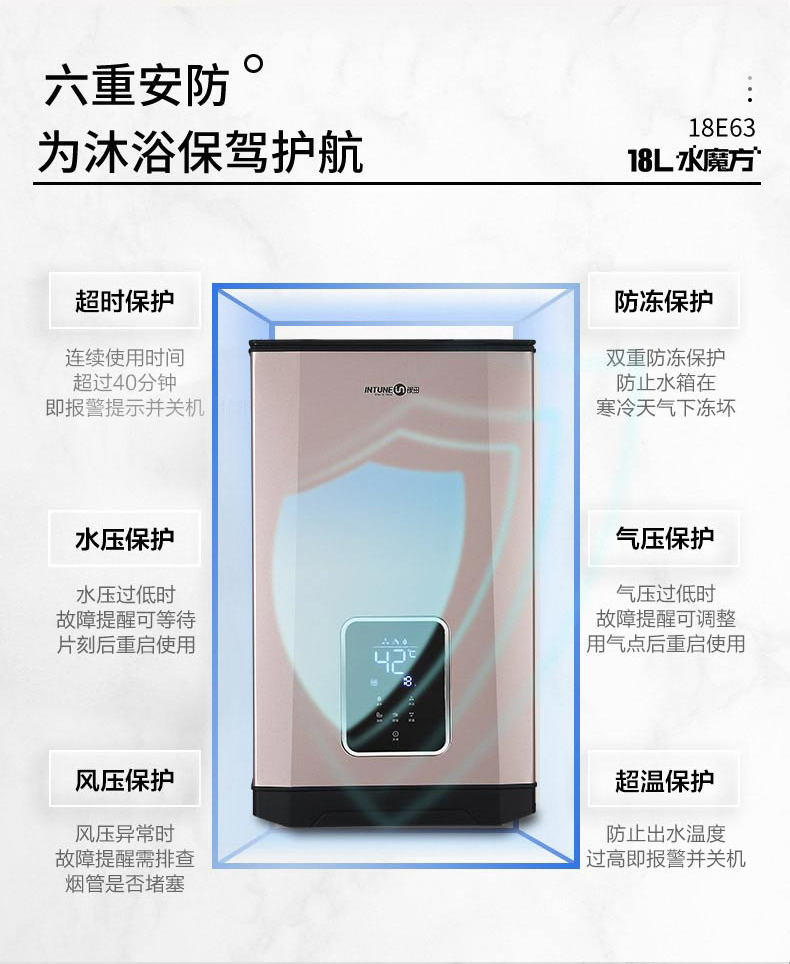 六重安防
为沐浴保驾护航
18E63
18L水魔方
超时保护
连续使用时间
超过40分钟
即报警提示并关机
水压保护
水压过低时
故障提醒可等待
片刻后重启使用
风压保护
风压异常时
故障提醒需排查
烟管是否堵塞
INTUNE
42℃
防冻保护
双重防冻保护
防止水箱在
寒冷天气下冻坏
气压保护
气压过低时
故障提醒可调整
用气点后重启使用
超温保护
防止出水温度
过高即报警并关机